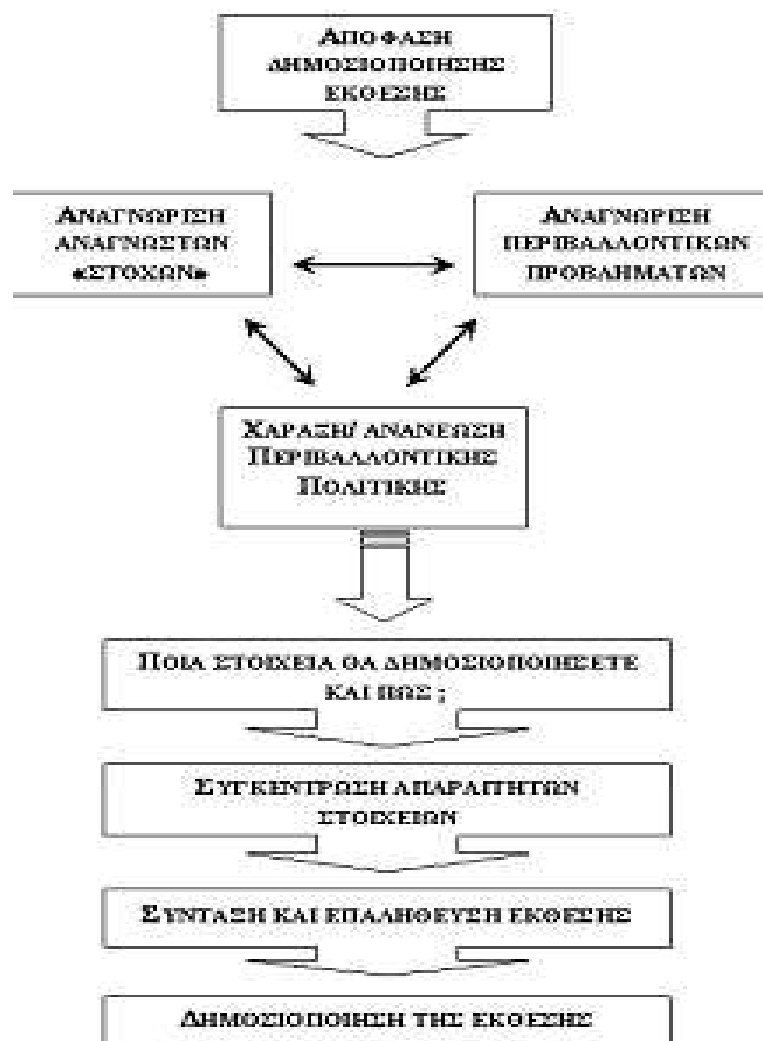 ΑΠΟΦΑΣΗ
ΔΗΜΟΣΙΟΠΟΙΗΣΗΣ
ΕΚΘΕΣΗΣ
ΑΝΑΓΝΩΡΙΣΗ
ΑΝΑΓΝΩΣΤΩΝ
«ΣΤΟΧΩΝ»
ΑΝΑΓΝΩΡΙΣΗ
ΠΕΡΙΒΑΛΛΟΝΤΙΚΩΝ
ΠΡΟΒΛΗΜΑΤΩΝ
ΧΑΡΑΞΗ/ ΑΝΑΝΕΩΣΗ
ΠΕΡΙΒΑΛΛΟΝΤΙΚΗΣ
ΠΟΛΙΤΙΚΗΣ
ΠΟΙΑ ΣΤΟΙΧΕΙΑ ΘΑ ΔΗΜΟΣΙΟΠΟΙΗΣΕΤΕ
ΚΑΙ ΠΩΣ ;
ΣΥΓΚΕΝΤΡΩΣΗ ΑΠΑΡΑΙΤΗΤΩΝ
ΣΤΟΙΧΕΙΩΝ
ΣΥΝΤΑΞΗ ΚΑΙ ΕΠΑΛΗΘΕΥΣΗ ΕΚΘΕΣΗΣ
ΔΗΜΟΣΙΟΠΟΙΗΣΗ ΤΗΣ ΕΚΘΕΣΗΣ